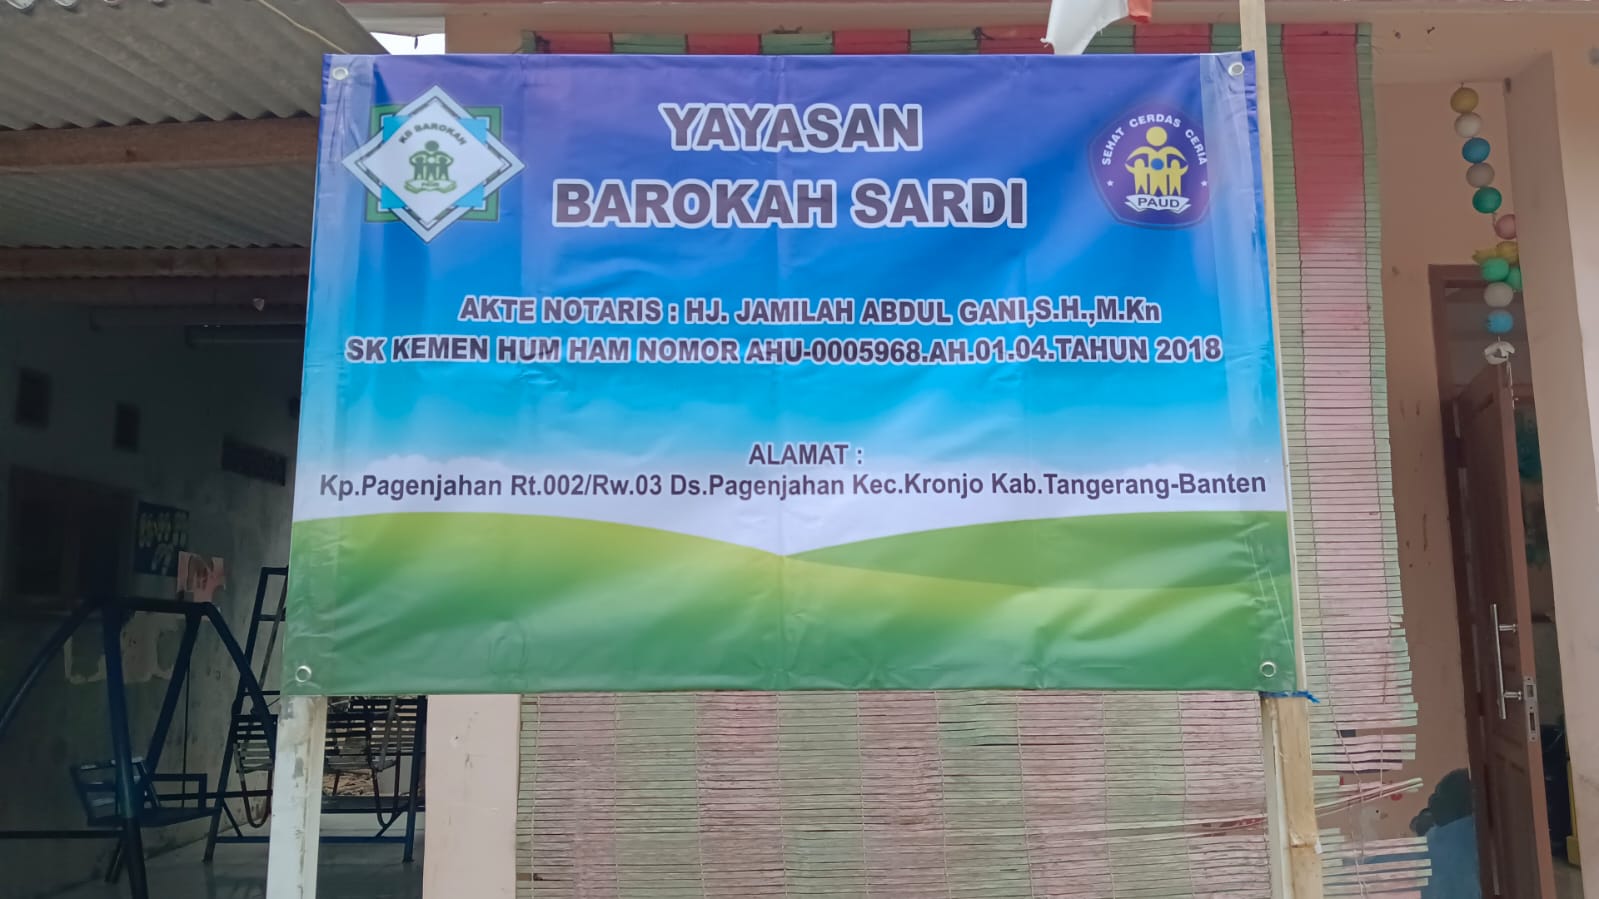 YAYASAN
BAROKAH SARDI
KB BAROKAH
PAUD
SEHAT CERDAS CERIA
PAUD
AKTE NOTARIS : HJ. JAMILAH ABDUL GANI,S.H.,M.Kn
SK KEMEN HUM HAM NOMOR AHU-0005968.AH.01.04.TAHUN 2018
ALAMAT :
Kp.Pagenjahan Rt.002/Rw.03 Ds.Pagenjahan Kec.Kronjo Kab.Tangerang-Banten